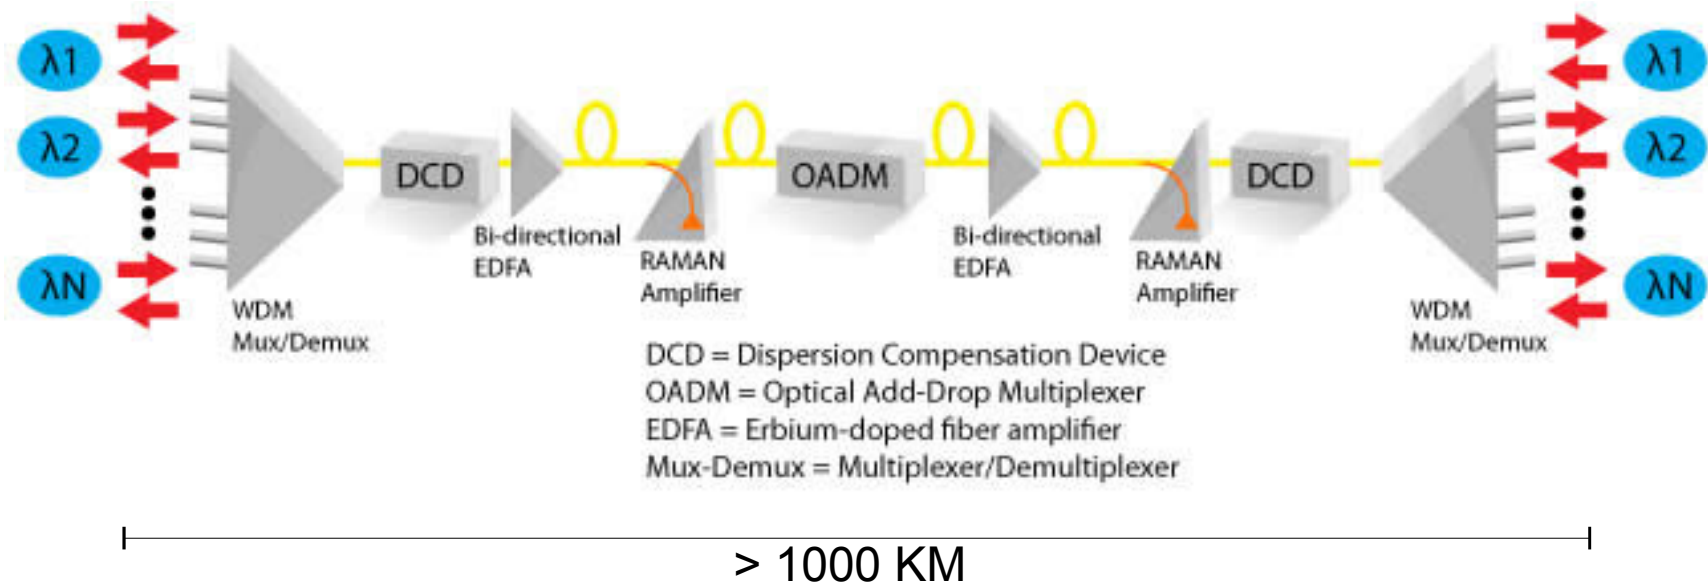 λ1
λ2
λN
WDM
Mux/Demux
DCD
Bi-directional
EDFA
RAMAN
Amplifier
OADM
Bi-directional
EDFA
RAMAN
Amplifier
DCD
WDM
Mux/Demux
λ1
λ2
λN
DCD = Dispersion Compensation Device
OADM = Optical Add-Drop Multiplexer
EDFA = Erbium-doped fiber amplifier
Mux-Demux = Multiplexer/Demultiplexer
> 1000 KM